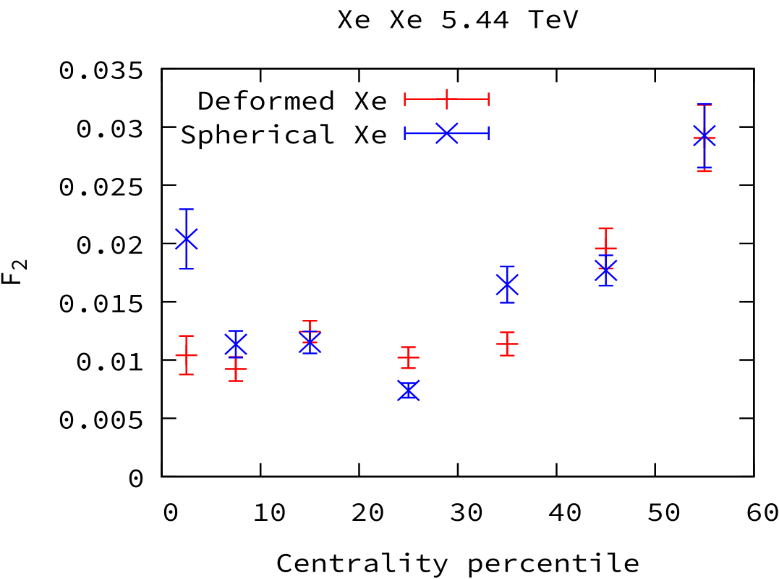 Xe Xe 5.44 TeV
0.035
0.03
0.025
0.02
0.015
0.01
0.005
0
F₂
Deformed Xe
Spherical Xe
0 10 20 30 40 50 60
Centrality percentile